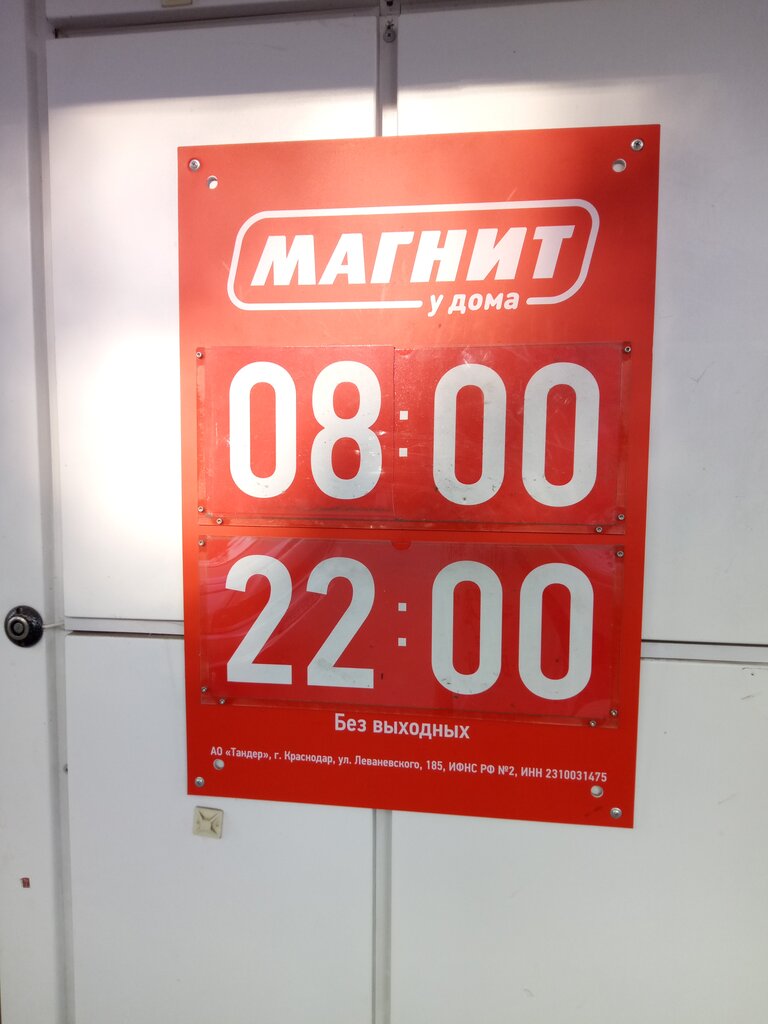 МАГНИТ
у дома
08:00
22:00
Без выходных
АО «Тандер», г. Краснодар, ул. Леваневского, 185, ИФНС РФ №2, ИНН 2310031475